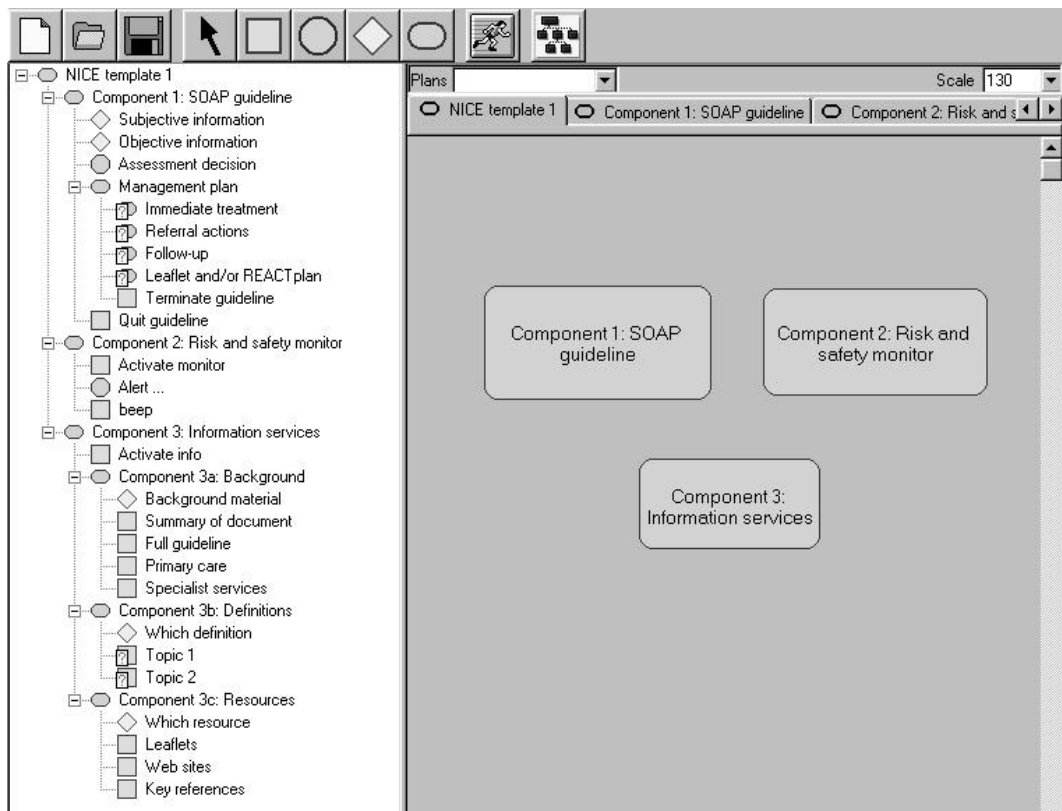 NICE template 1
Component 1: SOAP guideline
Subjective information
Objective information
Assessment decision
Management plan
? Immediate treatment
? Referral actions
? Follow-up
? Leaflet and/or REACTplan
Terminate guideline
Quit guideline
Component 2: Risk and safety monitor
Activate monitor
Alert ...
beep
Component 3: Information services
Activate info
Component 3a: Background
Background material
Summary of document
Full guideline
Primary care
Specialist services
Component 3b: Definitions
Which definition
? Topic 1
? Topic 2
Component 3c: Resources
Which resource
Leaflets
Web sites
Key references
Plans Scale 130
NICE template 1 Component 1: SOAP guideline Component 2: Risk and s
Component 1: SOAP
guideline
Component 2: Risk and
safety monitor
Component 3:
Information services